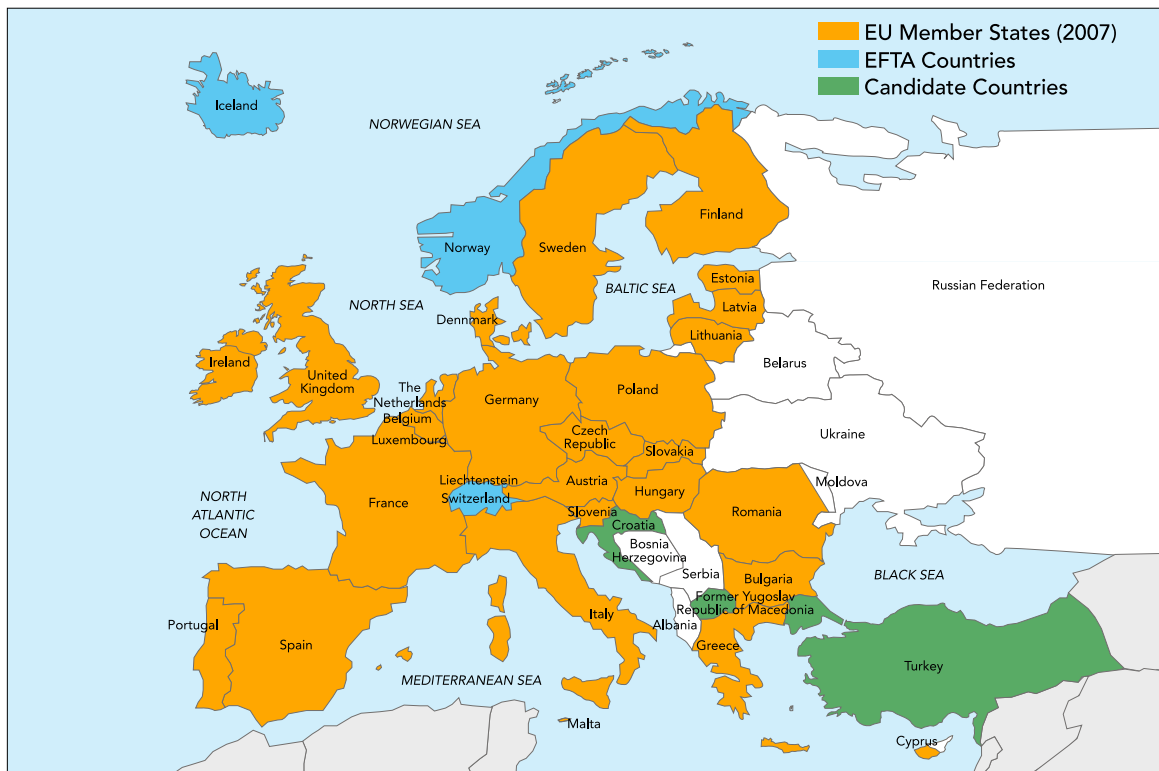 EU Member States (2007)
EFTA Countries
Candidate Countries
Iceland
NORWEGIAN SEA
Finland
Norway
Sweden
Estonia
Russian Federation
BALTIC SEA
NORTH SEA
Latvia
Dennmark
Lithuania
Ireland
Belarus
United
Kingdom
The
Netherlands
Poland
Germany
Belgium
Czech
Republic
Ukraine
Luxembourg
Slovakia
Liechtenstein
Austria
Moldova
Hungary
Switzerland
NORTH
ATLANTIC
OCEAN
France
Slovenia
Romania
Croatia
Bosnia
Herzegovina
Serbia
BLACK SEA
Bulgaria
Former Yugoslav
Republic of Macedonia
Italy
Portugal
Albania
Spain
Greece
Turkey
MEDITERRANEAN SEA
Malta
Cyprus